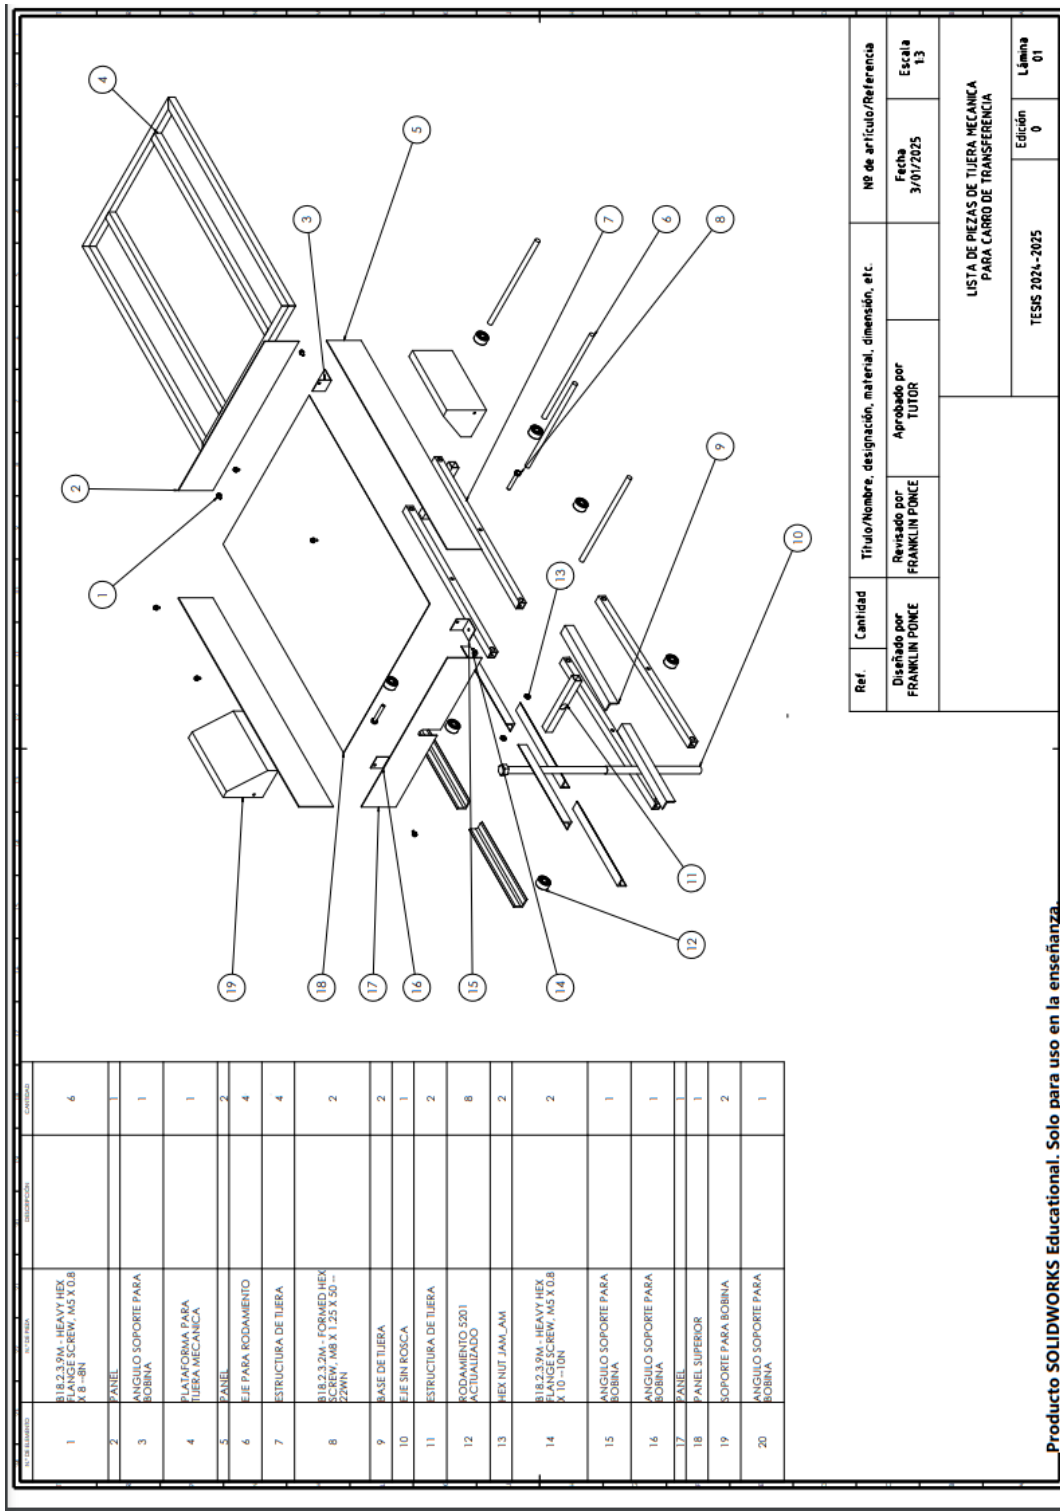 N.º DE ELEMENTO
N.º DE PIEZA
DESCRIPCIÓN
CANTIDAD
1
B18.2.3.9M - HEAVY HEX
FLANGE SCREW, M5 X 0.8
X 8 --8N
6
2
PANEL
1
3
ANGULO SOPORTE PARA
BOBINA
1
4
PLATAFORMA PARA
TIJERA MECANICA
1
5
PANEL
2
6
EJE PARA RODAMIENTO
4
7
ESTRUCTURA DE TIJERA
4
8
B18.2.3.2M - FORMED HEX
SCREW, M8 X 1.25 X 50 --
22WN
2
9
BASE DE TIJERA
2
10
EJE SIN ROSCA
1
11
ESTRUCTURA DE TIJERA
2
12
RODAMIENTO 5201
ACTUALIZADO
8
13
HEX NUT JAM_AM
2
14
B18.2.3.9M - HEAVY HEX
FLANGE SCREW, M5 X 0.8
X 10 --10N
2
15
ANGULO SOPORTE PARA
BOBINA
1
16
ANGULO SOPORTE PARA
BOBINA
1
17
PANEL
1
18
PANEL SUPERIOR
1
19
SOPORTE PARA BOBINA
2
20
ANGULO SOPORTE PARA
BOBINA
1
19
18
17
16
15
14
12
11
10
13
9
1
2
3
4
5
7
6
8
Ref.
Cantidad
Título/Nombre, designación, material, dimensión, etc.
Nº de artículo/Referencia
Diseñado por
FRANKLIN PONCE
Revisado por
FRANKLIN PONCE
Aprobado por
TUTOR
Fecha
3/01/2025
Escala
1:3
LISTA DE PIEZAS DE TIJERA MECANICA
PARA CARRO DE TRANSFERENCIA
TESIS 2024-2025
Edición
0
Lámina
01
Producto SOLIDWORKS Educational. Solo para uso en la enseñanza.